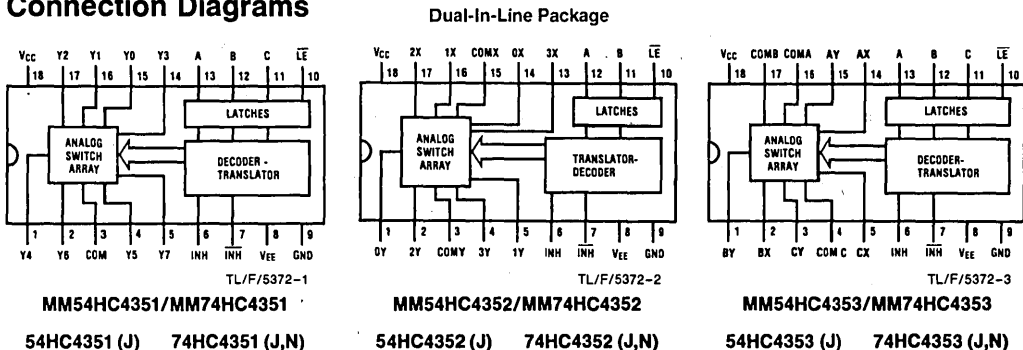 Connection Diagrams
Dual-In-Line Package
VCC Y2 Y1 Y0 Y3 A B C LE
18 17 16 15 14 13 12 11 10
LATCHES
ANALOG
SWITCH
ARRAY
DECODER -
TRANSLATOR
1 2 3 4 5 6 7 8 9
Y4 Y6 COM Y5 Y7 INH INH VEE GND
TL/F/5372-1
MM54HC4351/MM74HC4351
54HC4351 (J) 74HC4351 (J,N)
VCC 2X 1X COMX 0X 3X A B LE
18 17 16 15 14 13 12 11 10
LATCHES
ANALOG
SWITCH
ARRAY
TRANSLATOR-
DECODER
1 2 3 4 5 6 7 8 9
0Y 2Y COMY 3Y 1Y INH INH VEE GND
TL/F/5372-2
MM54HC4352/MM74HC4352
54HC4352 (J) 74HC4352 (J,N)
VCC COMB COMA AY AX A B C LE
18 17 16 15 14 13 12 11 10
LATCHES
ANALOG
SWITCH
ARRAY
DECODER-
TRANSLATOR
1 2 3 4 5 6 7 8 9
BY BX CY COM C CX INH INH VEE GND
TL/F/5372-3
MM54HC4353/MM74HC4353
54HC4353 (J) 74HC4353 (J,N)